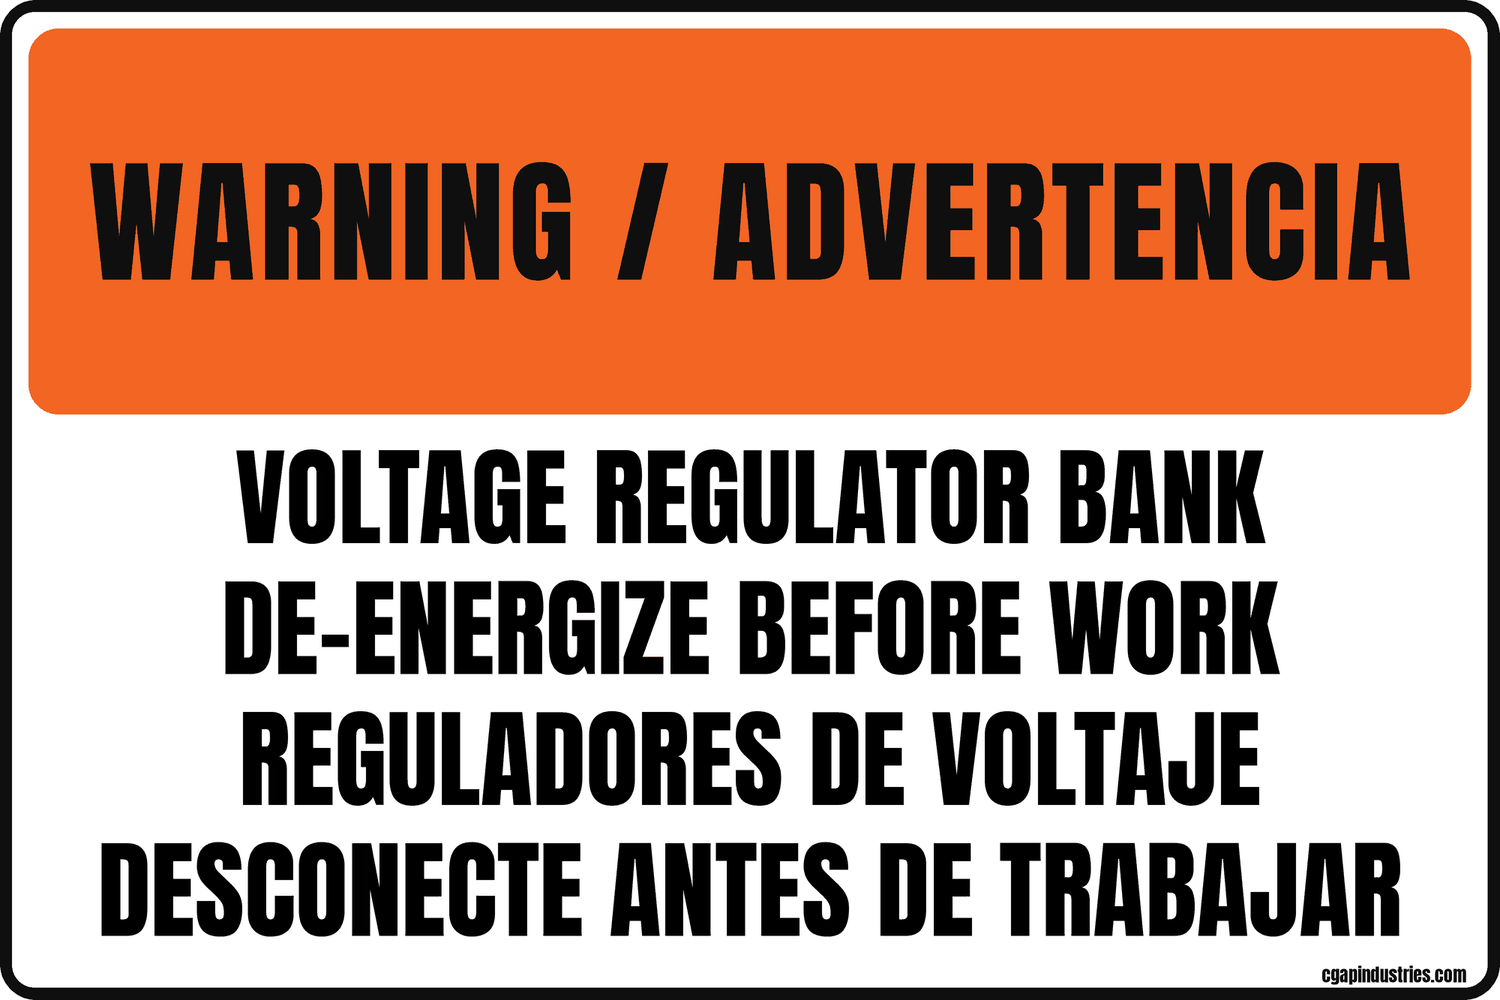 WARNING / ADVERTENCIA
VOLTAGE REGULATOR BANK
DE-ENERGIZE BEFORE WORK
REGULADORES DE VOLTAJE
DESCONECTE ANTES DE TRABAJAR
cgapindustries.com